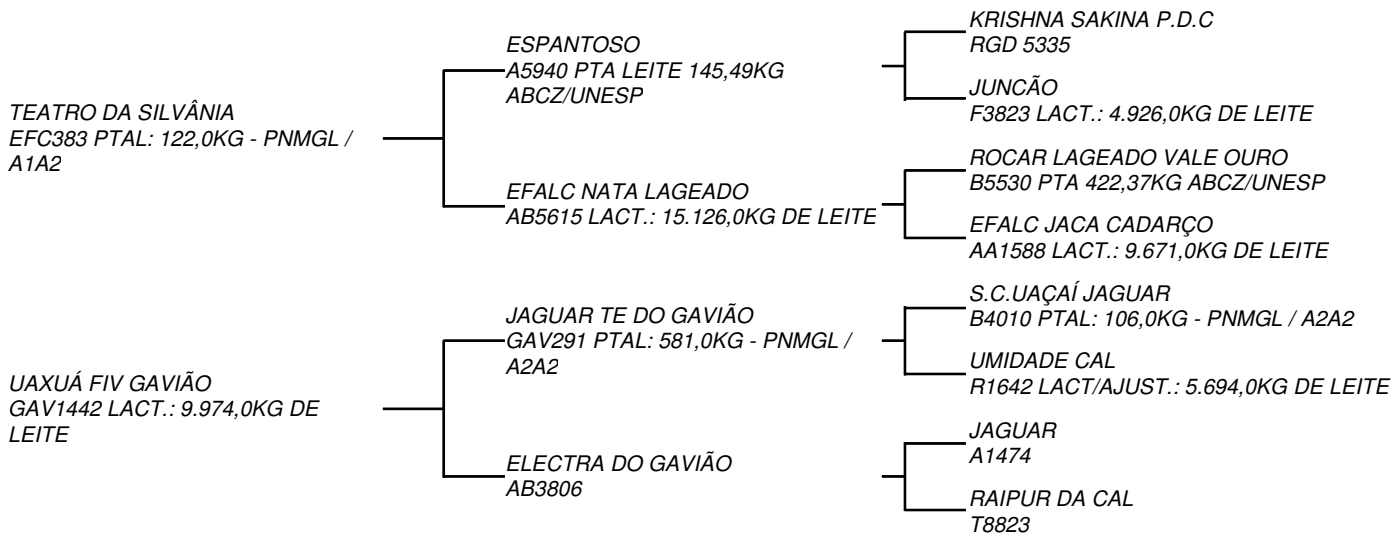 TEATRO DA SILVÂNIA
EFC383 PTAL: 122,0KG - PNMGL /
A1A2
UAXUÁ FIV GAVIÃO
GAV1442 LACT.: 9.974,0KG DE
LEITE
ESPANTOSO
A5940 PTA LEITE 145,49KG
ABCZ/UNESP
EFALC NATA LAGEADO
AB5615 LACT.: 15.126,0KG DE LEITE
JAGUAR TE DO GAVIÃO
GAV291 PTAL: 581,0KG - PNMGL /
A2A2
ELECTRA DO GAVIÃO
AB3806
KRISHNA SAKINA P.D.C
RGD 5335
JUNCÃO
F3823 LACT.: 4.926,0KG DE LEITE
ROCAR LAGEADO VALE OURO
B5530 PTA 422,37KG ABCZ/UNESP
EFALC JACA CADARÇO
AA1588 LACT.: 9.671,0KG DE LEITE
S.C.UAÇAÍ JAGUAR
B4010 PTAL: 106,0KG - PNMGL / A2A2
UMIDADE CAL
R1642 LACT/AJUST.: 5.694,0KG DE LEITE
JAGUAR
A1474
RAIPUR DA CAL
T8823